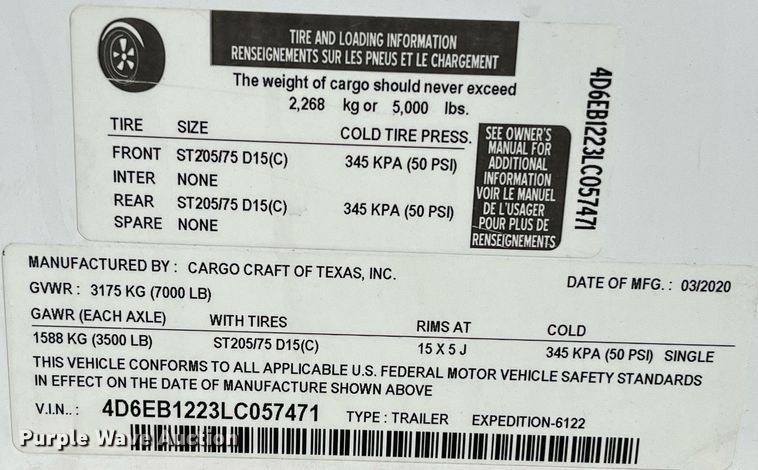 TIRE AND LOADING INFORMATION
RENSEIGNEMENTS SUR LES PNEUS ET LE CHARGEMENT
The weight of cargo should never exceed
2,268 kg or 5,000 lbs.
TIRE SIZE COLD TIRE PRESS.
FRONT ST205/75 D15(C) 345 KPA (50 PSI)
INTER NONE
REAR ST205/75 D15(C) 345 KPA (50 PSI)
SPARE NONE
SEE OWNER'S
MANUAL FOR
ADDITIONAL
INFORMATION
VOIR LE MANUEL
DE L'USAGER
POUR PLUS DE
RENSEIGNEMENTS
4D6EB1223LC057471
MANUFACTURED BY : CARGO CRAFT OF TEXAS, INC. DATE OF MFG. : 03/2020
GVWR : 3175 KG (7000 LB)
GAWR (EACH AXLE) WITH TIRES RIMS AT COLD
1588 KG (3500 LB) ST205/75 D15(C) 15 X 5 J 345 KPA (50 PSI) SINGLE
THIS VEHICLE CONFORMS TO ALL APPLICABLE U.S. FEDERAL MOTOR VEHICLE SAFETY STANDARDS
IN EFFECT ON THE DATE OF MANUFACTURE SHOWN ABOVE
V.I.N.. : 4D6EB1223LC057471 TYPE : TRAILER EXPEDITION-6122
Purple Wave Auction